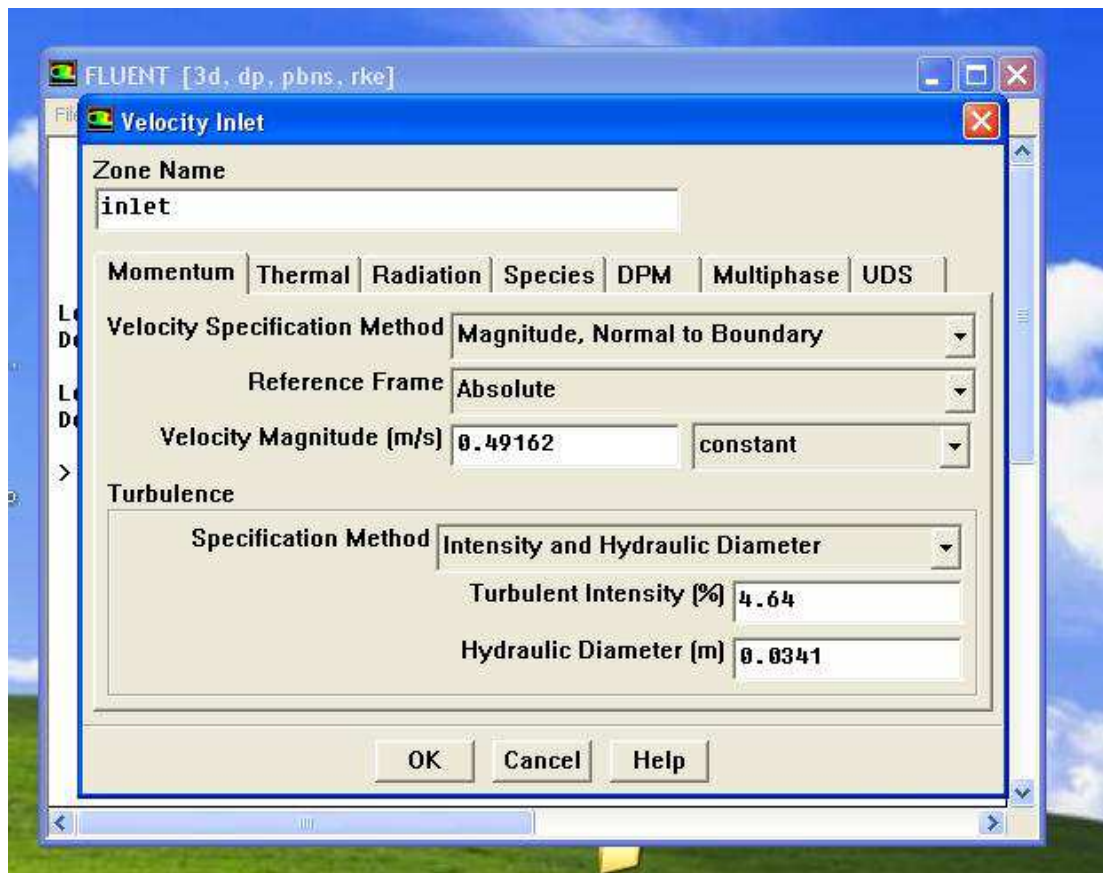 FLUENT [3d, dp, pbns, rke]
File
Velocity Inlet
Zone Name
inlet
Momentum Thermal Radiation Species DPM Multiphase UDS
Velocity Specification Method Magnitude, Normal to Boundary
Reference Frame Absolute
Velocity Magnitude (m/s) 0.49162 constant
Turbulence
Specification Method Intensity and Hydraulic Diameter
Turbulent Intensity (%) 4.64
Hydraulic Diameter (m) 0.0341
OK Cancel Help